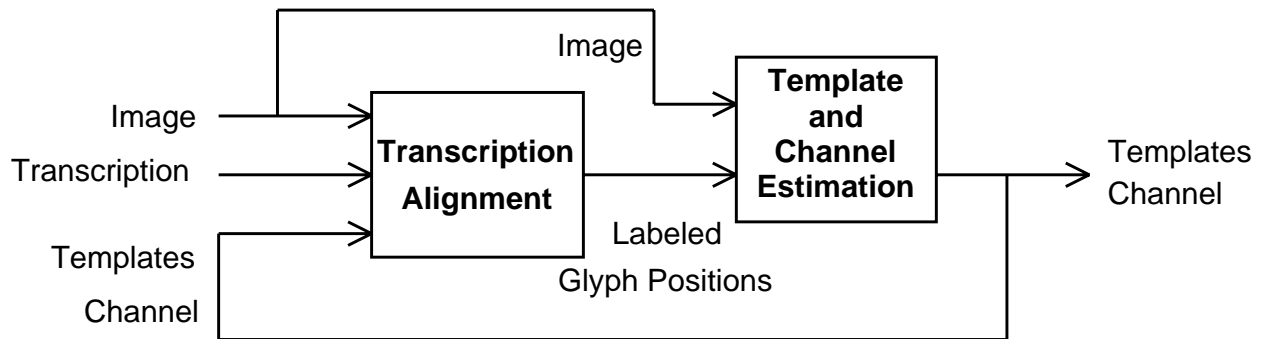 Image
Template
and
Channel
Estimation
Image
Transcription
Transcription
Alignment
Templates
Channel
Labeled
Glyph Positions
Templates
Channel